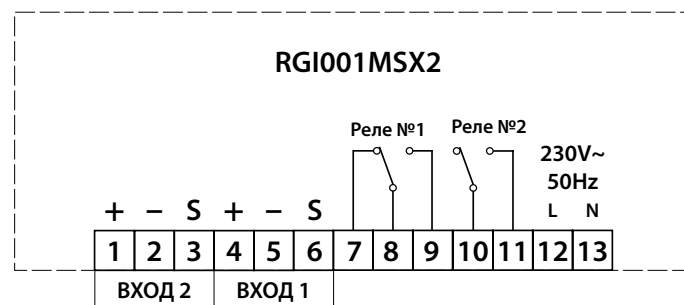 RGI001MSX2
Реле №1 Реле №2
230V~
50Hz
L N
+ − S + − S
1 2 3 4 5 6 7 8 9 10 11 12 13
ВХОД 2 ВХОД 1